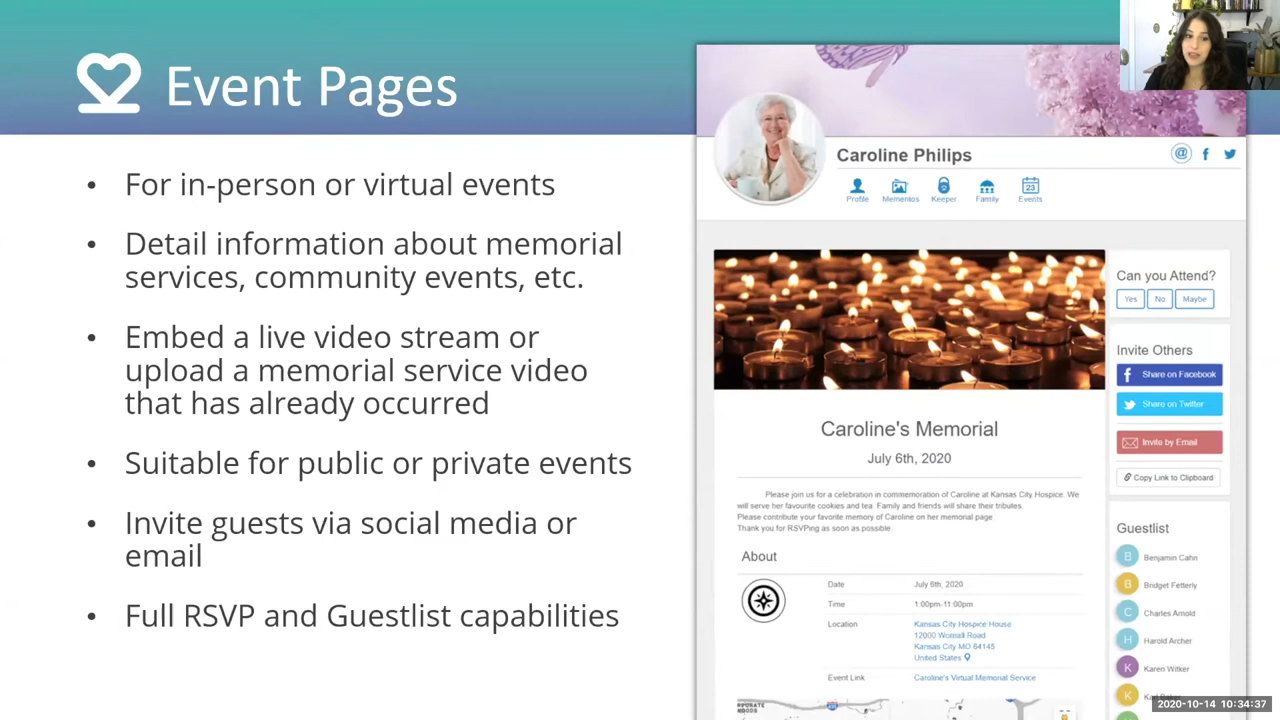 Event Pages
• For in-person or virtual events
• Detail information about memorial
services, community events, etc.
• Embed a live video stream or
upload a memorial service video
that has already occurred
• Suitable for public or private events
• Invite guests via social media or
email
• Full RSVP and Guestlist capabilities
Caroline Philips
Profile
Mementos
Keeper
Family
23
Events
Can you Attend?
Yes
No
Maybe
Invite Others
Share on Facebook
Share on Twitter
Invite by Email
Copy Link to Clipboard
Caroline's Memorial
July 6th, 2020
Please join us for a celebration in commemoration of Caroline at Kansas City Hospice. We
will serve her favourite cookies and tea. Family and friends will share their tributes.
Please contribute your favorite memory of Caroline on her memorial page.
Thank you for RSVPing as soon as possible.
About
Date July 6th, 2020
Time 1:00pm-11:00pm
Location Kansas City Hospice House
12000 Wornall Road
Kansas City MO 64145
United States
Event Link Caroline's Virtual Memorial Service
Guestlist
B Benjamin Cahn
B Bridget Fetterly
C Charles Arnold
H Harold Archer
K Karen Witker
K
2020-10-14 10:34:37